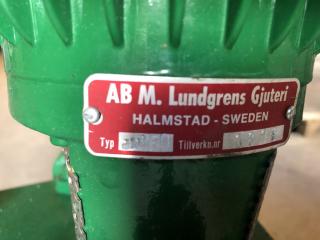 AB M. Lundgrens Gjuteri
HALMSTAD - SWEDEN
Typ Tillverkn.nr